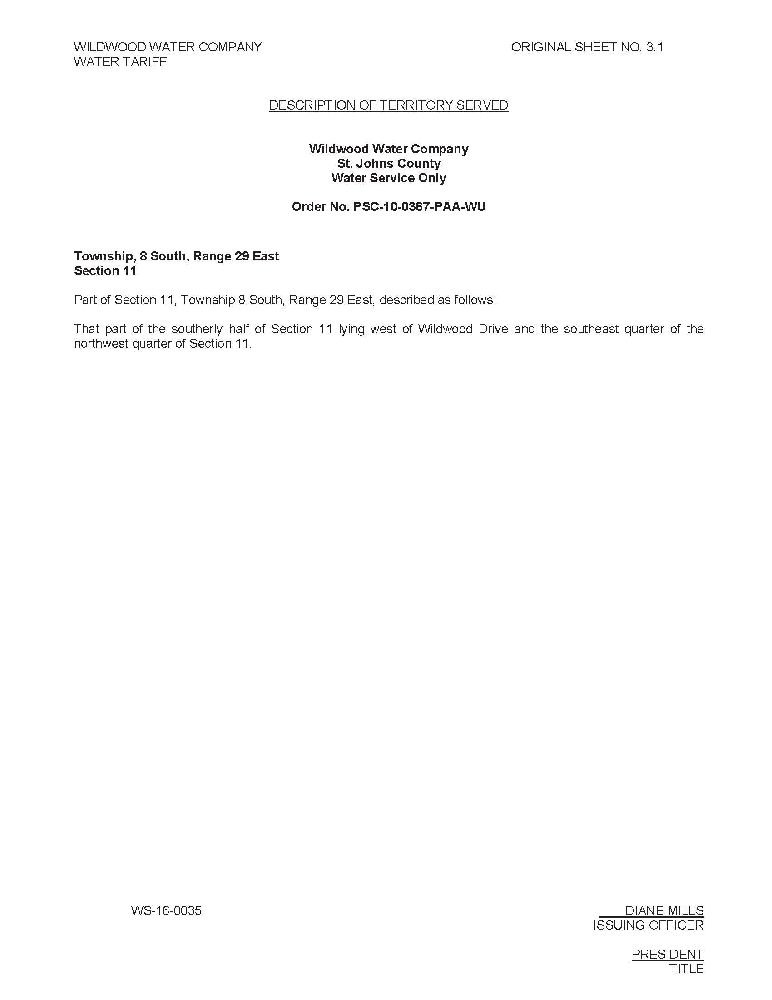 WILDWOOD WATER COMPANY ORIGINAL SHEET NO. 3.1
WATER TARIFF
DESCRIPTION OF TERRITORY SERVED
Wildwood Water Company
St. Johns County
Water Service Only
Order No. PSC-10-0367-PAA-WU
Township, 8 South, Range 29 East
Section 11
Part of Section 11, Township 8 South, Range 29 East, described as follows:
That part of the southerly half of Section 11 lying west of Wildwood Drive and the southeast quarter of the
northwest quarter of Section 11.
WS-16-0035 DIANE MILLS
ISSUING OFFICER
PRESIDENT
TITLE